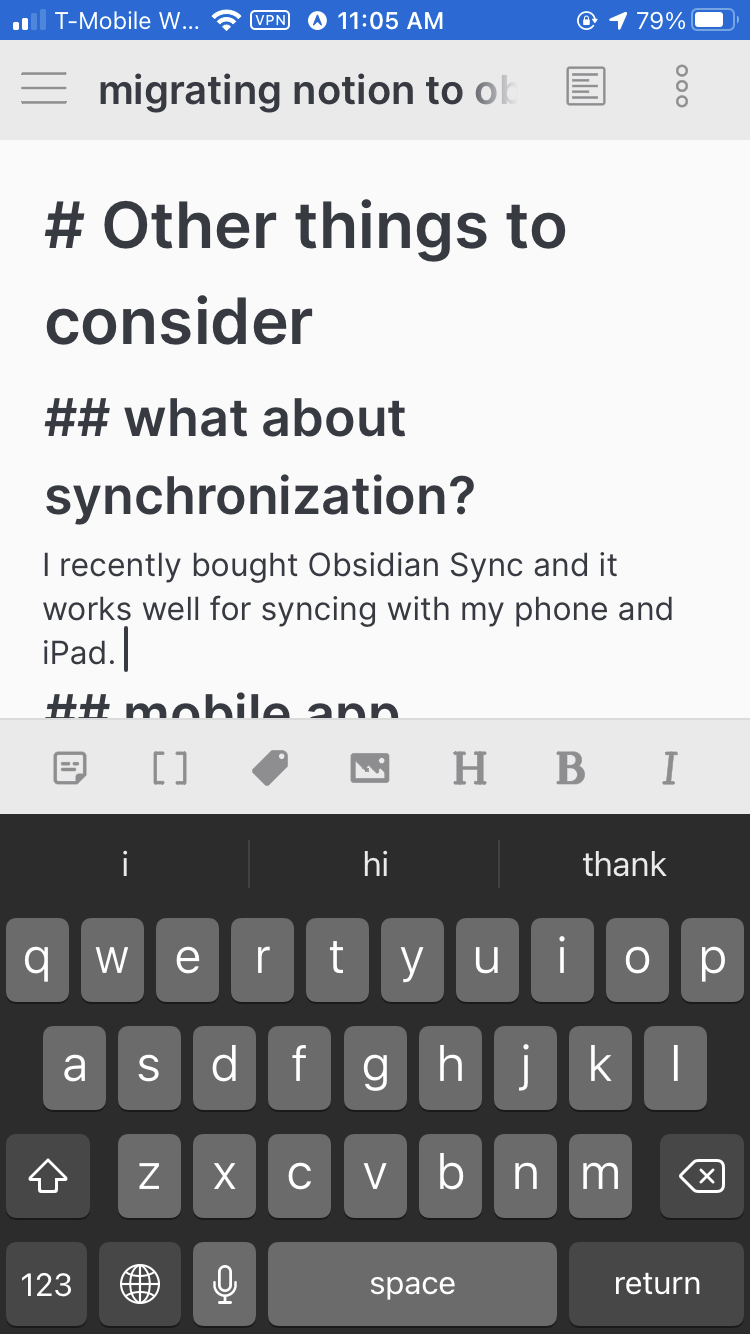 T-Mobile W... VPN 11:05 AM 79%
migrating notion to ob
# Other things to
consider
## what about
synchronization?
I recently bought Obsidian Sync and it
works well for syncing with my phone and
iPad.
## mobile app
[ ] H B I
i hi thank
q w e r t y u i o p
a s d f g h j k l
z x c v b n m
123 space return